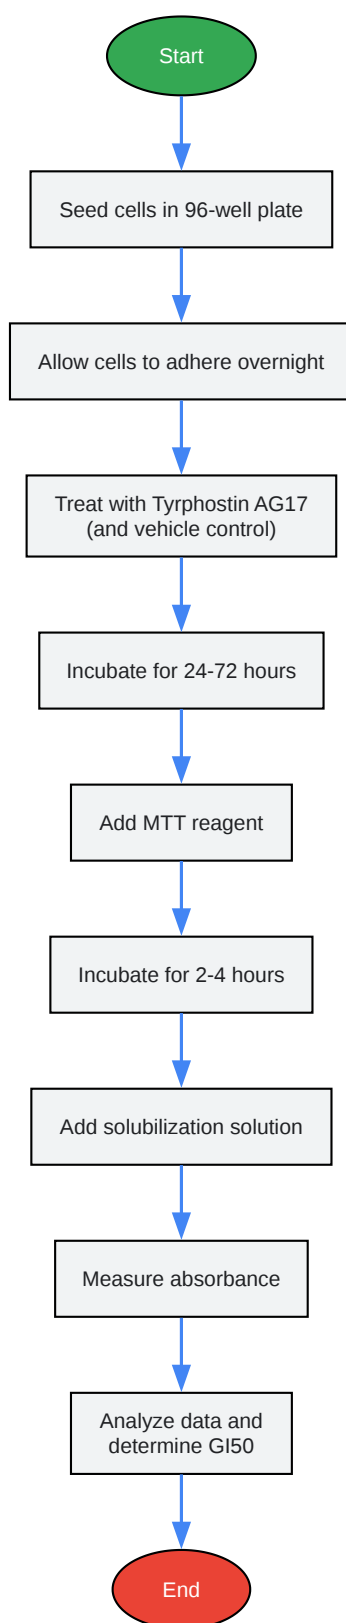 Start
Seed cells in 96-well plate
Allow cells to adhere overnight
Treat with Tyrphostin AG17
(and vehicle control)
Incubate for 24-72 hours
Add MTT reagent
Incubate for 2-4 hours
Add solubilization solution
Measure absorbance
Analyze data and
determine GI50
End